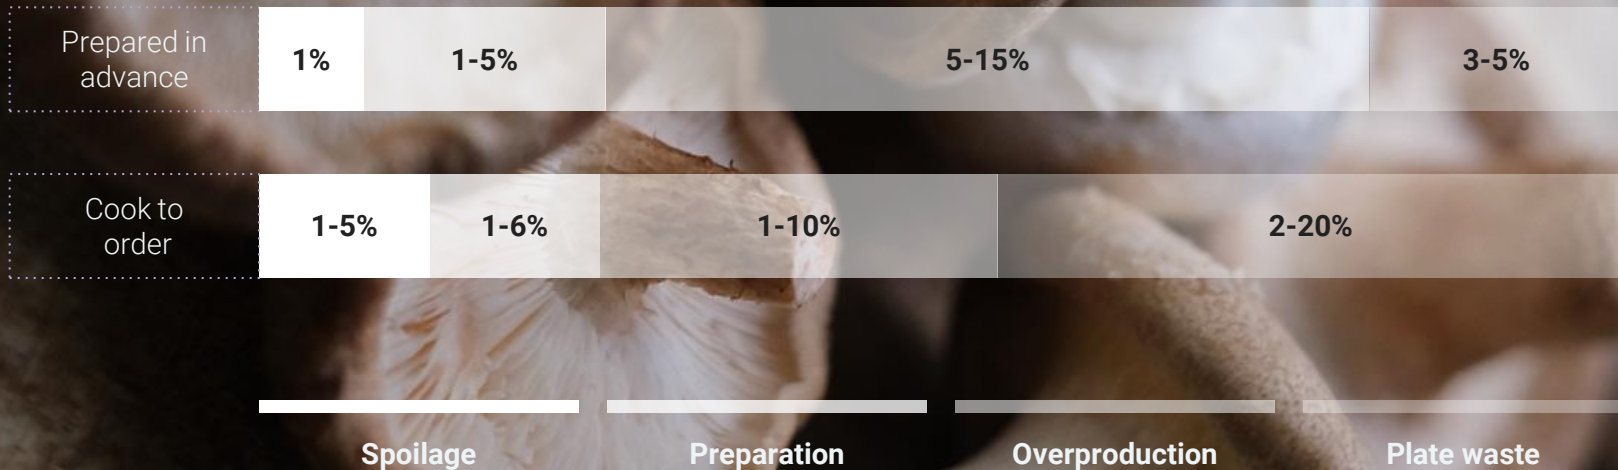 Prepared in
advance
1%
1-5%
5-15%
3-5%
Cook to
order
1-5%
1-6%
1-10%
2-20%
Spoilage
Preparation
Overproduction
Plate waste